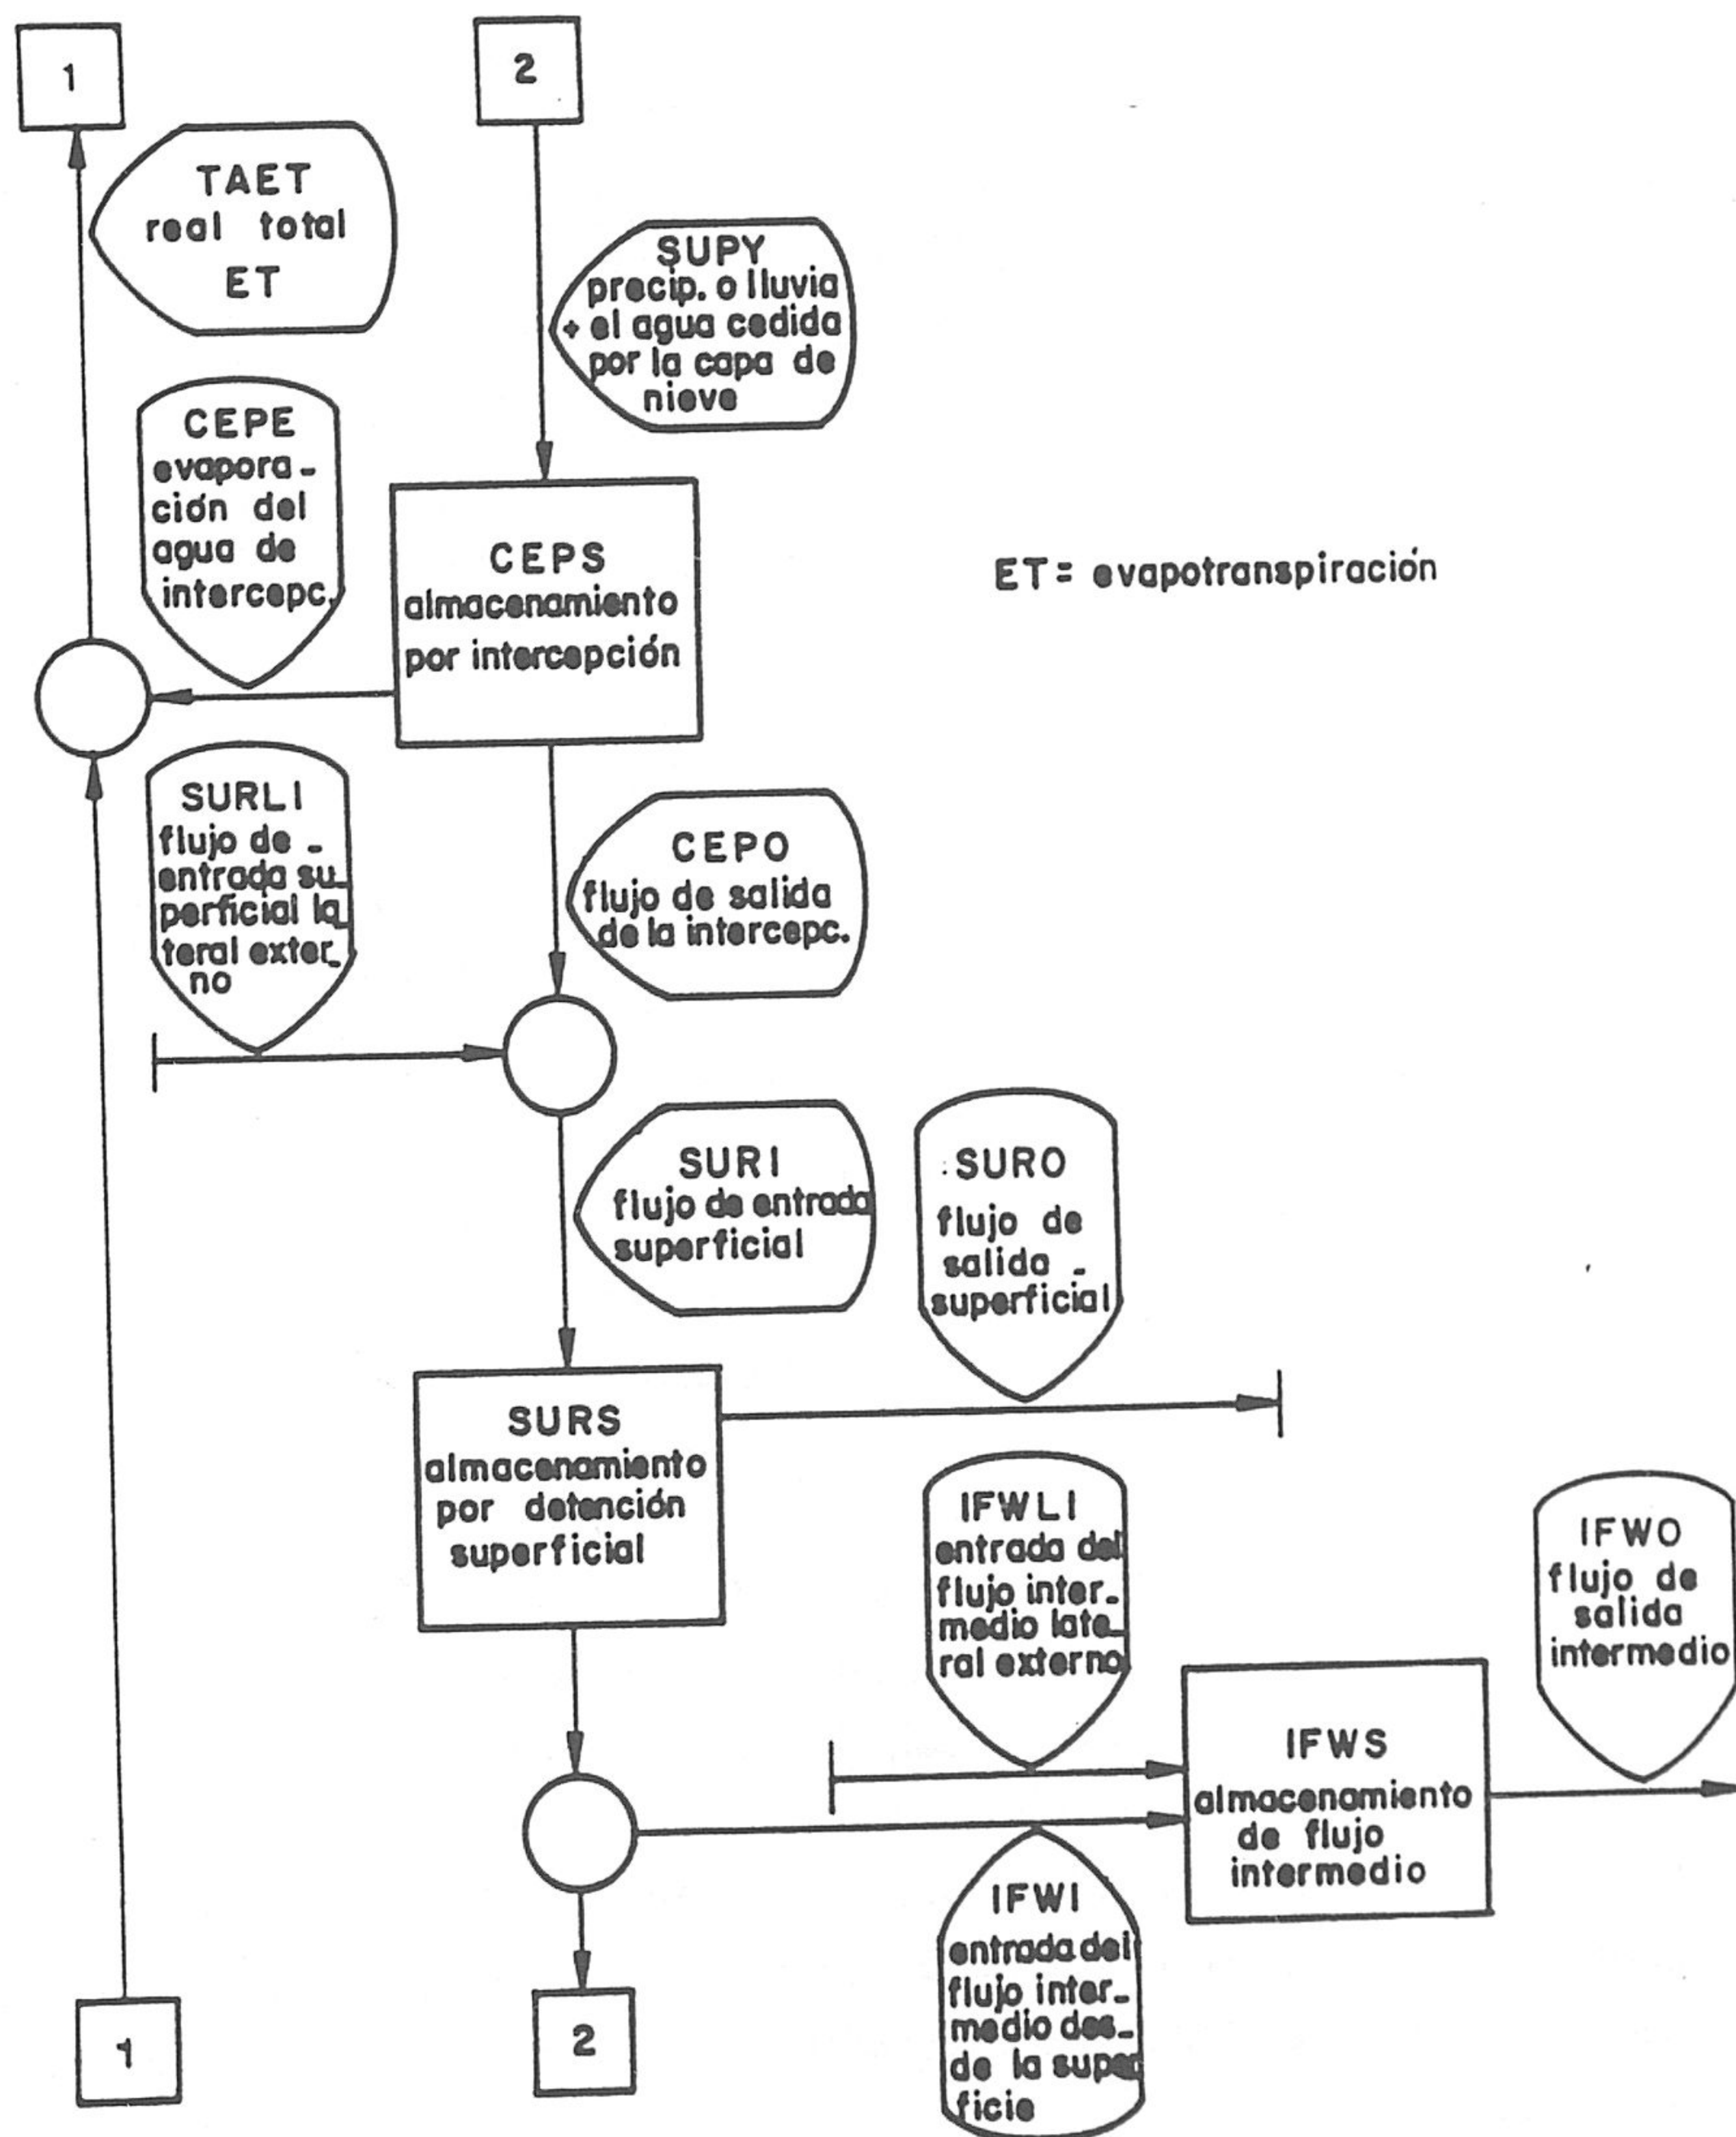 1
2
TAET
real total
ET
SUPY
precip. o lluvia
+ el agua cedida
por la capa de
nieve
CEPE
evapora-
ción del
agua de
intercepc.
CEPS
almacenamiento
por intercepción
ET = evapotranspiración
SURLI
flujo de -
entrada su-
perficial la-
teral exter-
no
CEPO
flujo de salida
de la intercepc.
SURI
flujo de entrada
superficial
SURO
flujo de
salida -
superficial
SURS
almacenamiento
por detención
superficial
IFWLI
entrada del
flujo inter-
medio late-
ral externo
IFWO
flujo de
salida
intermedio
IFWS
almacenamiento
de flujo
intermedio
IFWI
entrada del
flujo inter-
medio des-
de la super
ficie
1
2